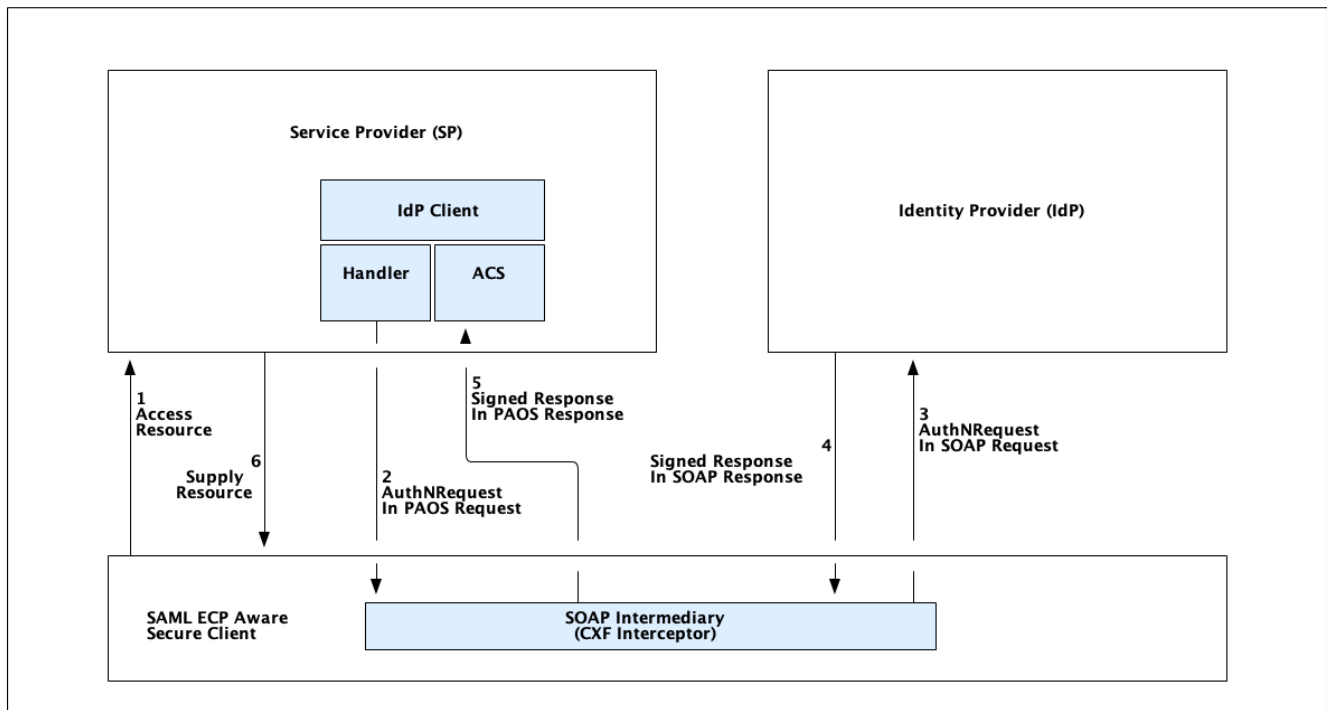 Service Provider (SP)
IdP Client
Handler
ACS
Identity Provider (IdP)
1
Access
Resource
6
Supply
Resource
2
AuthNRequest
In PAOS Request
5
Signed Response
In PAOS Response
4
Signed Response
In SOAP Response
3
AuthNRequest
In SOAP Request
SAML ECP Aware
Secure Client
SOAP Intermediary
(CXF Interceptor)